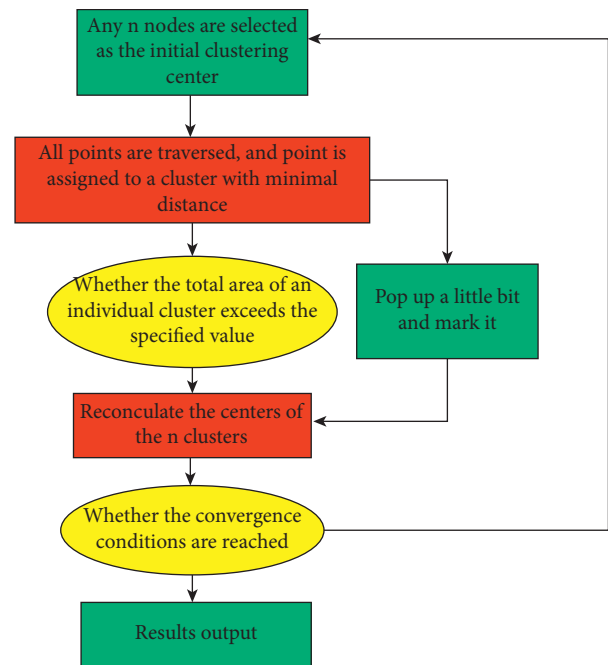 Any n nodes are selected
as the initial clustering
center
All points are traversed, and point is
assigned to a cluster with minimal
distance
Whether the total area of an
individual cluster exceeds the
specified value
Pop up a little bit
and mark it
Reconculate the centers of
the n clusters
Whether the convergence
conditions are reached
Results output